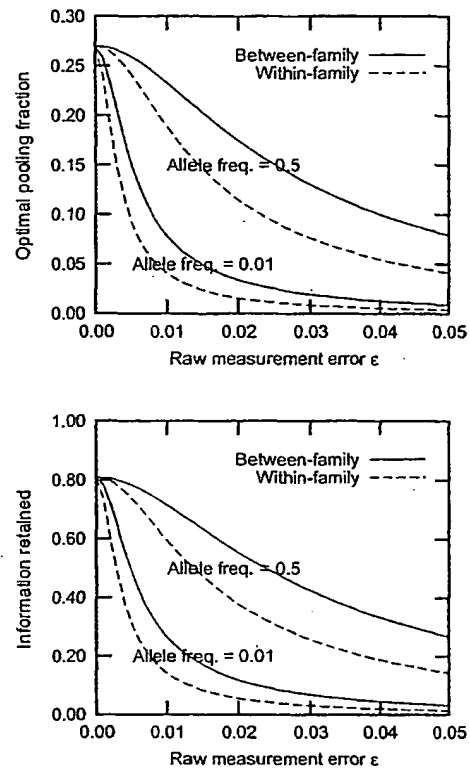 0.30
Between-family
Within-family
0.25
0.20
Optimal pooling fraction
0.15
Allele freq. = 0.5
0.10
0.05
Allele freq. = 0.01
0.00
0.00 0.01 0.02 0.03 0.04 0.05
Raw measurement error ε
1.00
Between-family
Within-family
0.80
0.60
Information retained
Allele freq. = 0.5
0.40
0.20
Allele freq. = 0.01
0.00
0.00 0.01 0.02 0.03 0.04 0.05
Raw measurement error ε